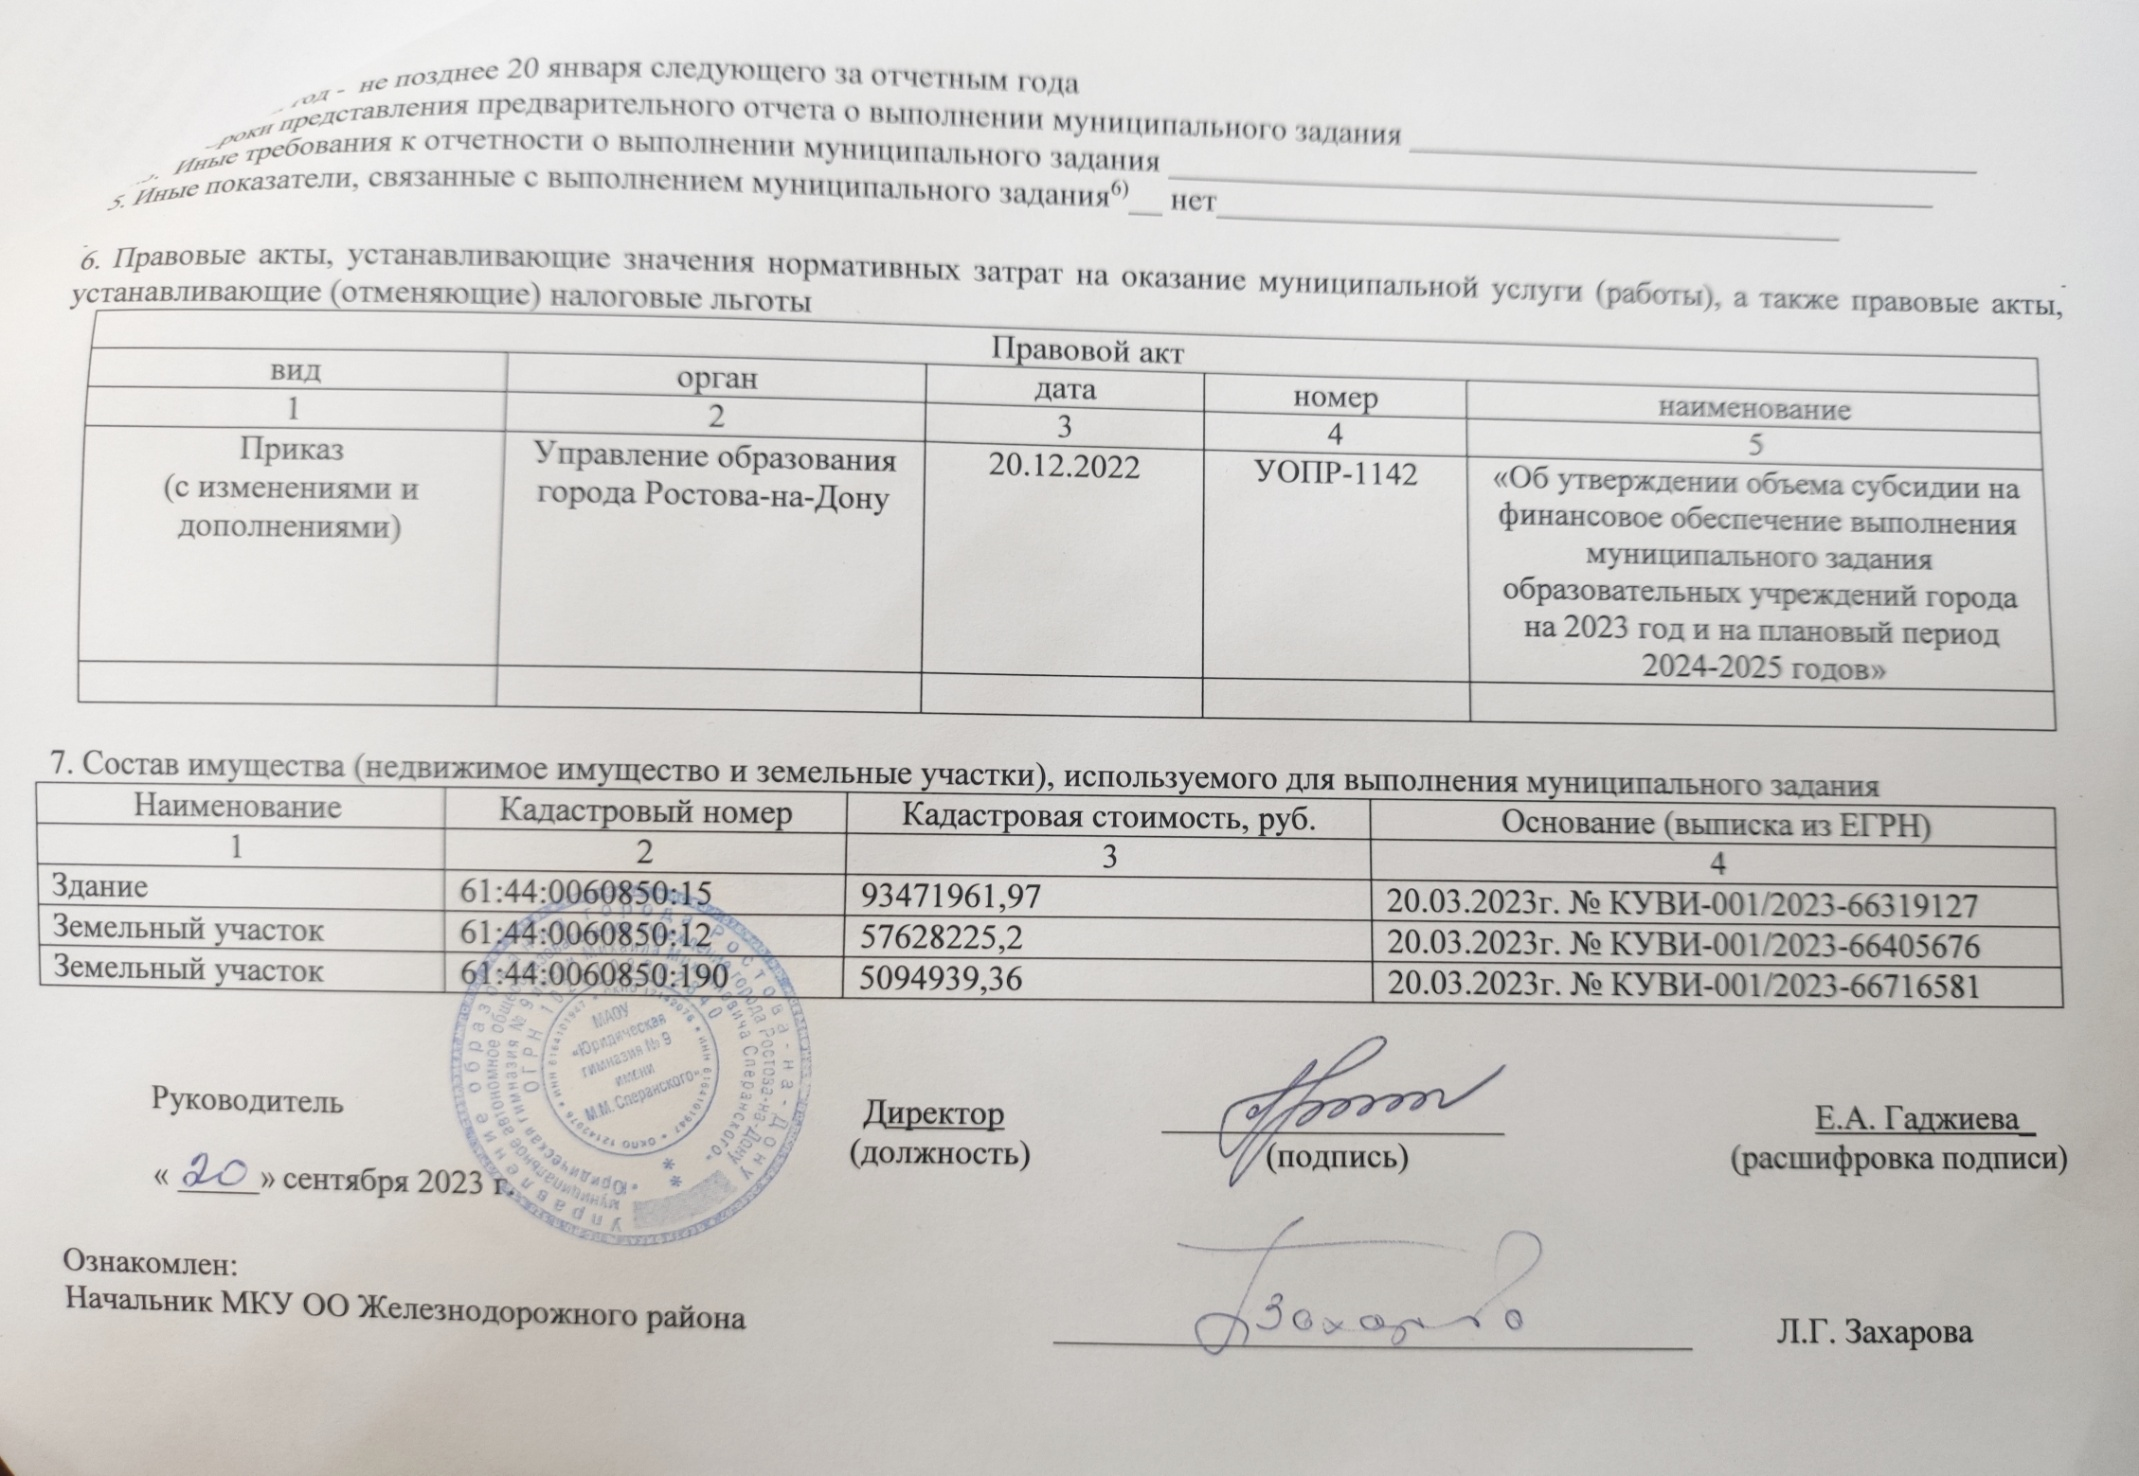 год - не позднее 20 января следующего за отчетным года
представления предварительного отчета о выполнении муниципального задания
Иные требования к отчетности о выполнении муниципального задания
5. Иные показатели, связанные с выполнением муниципального задания6)__ нет
6. Правовые акты, устанавливающие значения нормативных затрат на оказание муниципальной услуги (работы), а также правовые акты,
устанавливающие (отменяющие) налоговые льготы
Правовой акт
вид орган дата номер наименование
1 2 3 4 5
Приказ
(с изменениями и
дополнениями)
Управление образования
города Ростова-на-Дону
20.12.2022
УОПР-1142
«Об утверждении объема субсидии на
финансовое обеспечение выполнения
муниципального задания
образовательных учреждений города
на 2023 год и на плановый период
2024-2025 годов»
7. Состав имущества (недвижимое имущество и земельные участки), используемого для выполнения муниципального задания
Наименование Кадастровый номер Кадастровая стоимость, руб. Основание (выписка из ЕГРН)
1 2 3 4
Здание 61:44:0060850:15 93471961,97 20.03.2023г. № КУВИ-001/2023-66319127
Земельный участок 61:44:0060850:12 57628225,2 20.03.2023г. № КУВИ-001/2023-66405676
Земельный участок 61:44:0060850:190 5094939,36 20.03.2023г. № КУВИ-001/2023-66716581
МАОУ
«Юридическая
гимназия № 9
имени
М.М. Сперанского»
Руководитель Директор Е.А. Гаджиева_
(должность) (подпись) (расшифровка подписи)
« 20 » сентября 2023 г.
Ознакомлен:
Начальник МКУ ОО Железнодорожного района Захарова Л.Г. Захарова